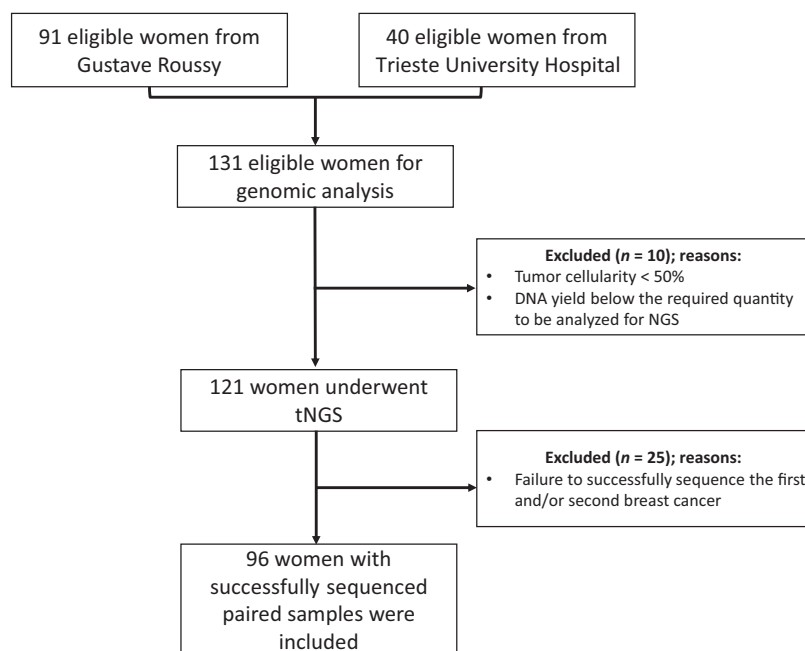 91 eligible women from
Gustave Roussy
40 eligible women from
Trieste University Hospital
131 eligible women for
genomic analysis
Excluded (n = 10); reasons:
• Tumor cellularity < 50%
• DNA yield below the required quantity
to be analyzed for NGS
121 women underwent
tNGS
Excluded (n = 25); reasons:
• Failure to successfully sequence the first
and/or second breast cancer
96 women with
successfully sequenced
paired samples were
included